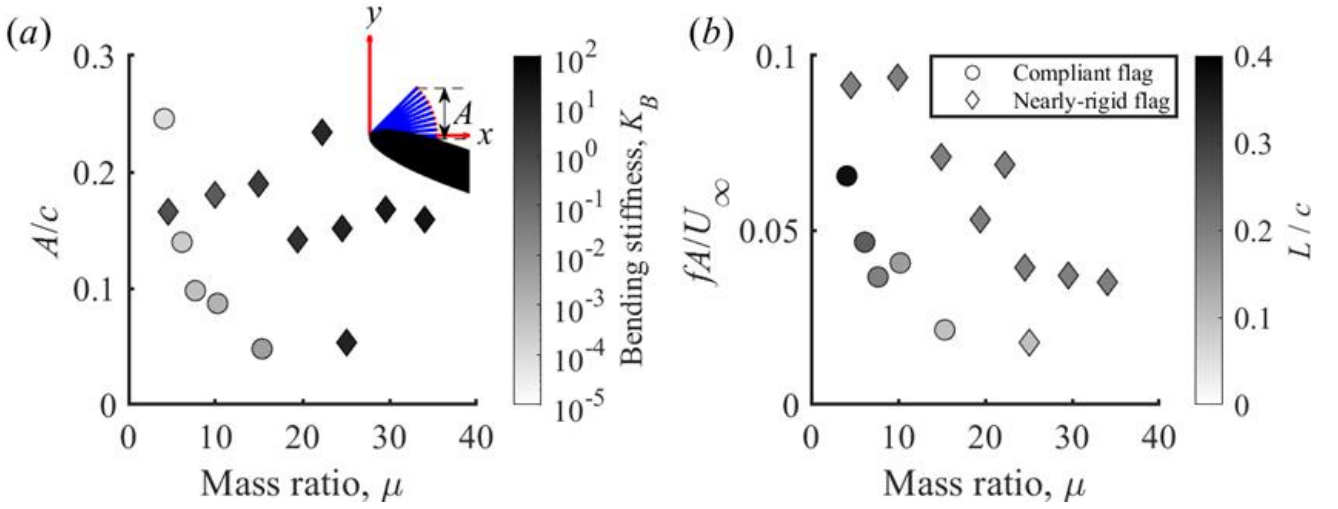 (a)
0.3
0.2
0.1
0
A/c
0 10 20 30 40
Mass ratio, μ
y
A
x
10^2
10^1
10^0
10^-1
10^-2
10^-3
10^-4
10^-5
Bending stiffness, K_B
(b)
0.1
0.05
0
fA/U_∞
0 10 20 30 40
Mass ratio, μ
Compliant flag
Nearly-rigid flag
0.4
0.3
0.2
0.1
0
L/c